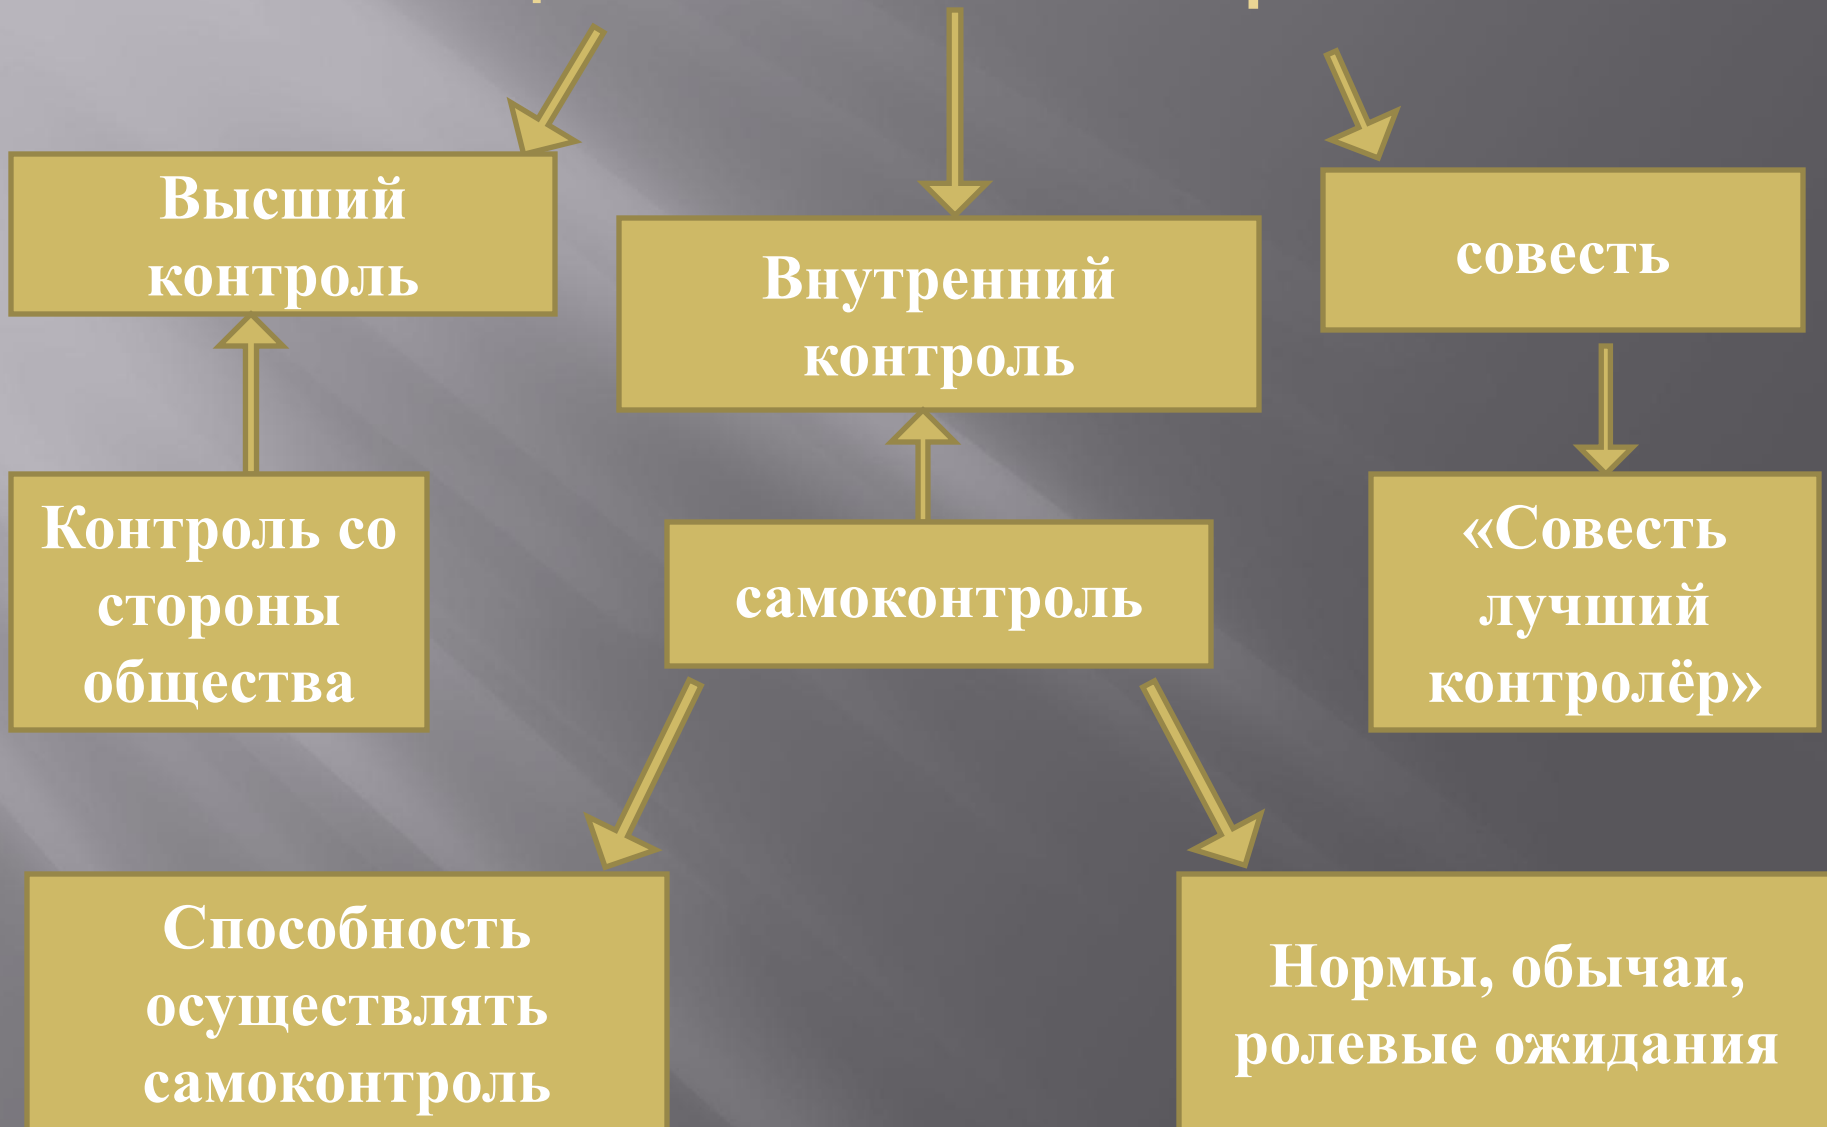 Высший
контроль
Внутренний
контроль
совесть
Контроль со
стороны
общества
самоконтроль
«Совесть
лучший
контролёр»
Способность
осуществлять
самоконтроль
Нормы, обычаи,
ролевые ожидания